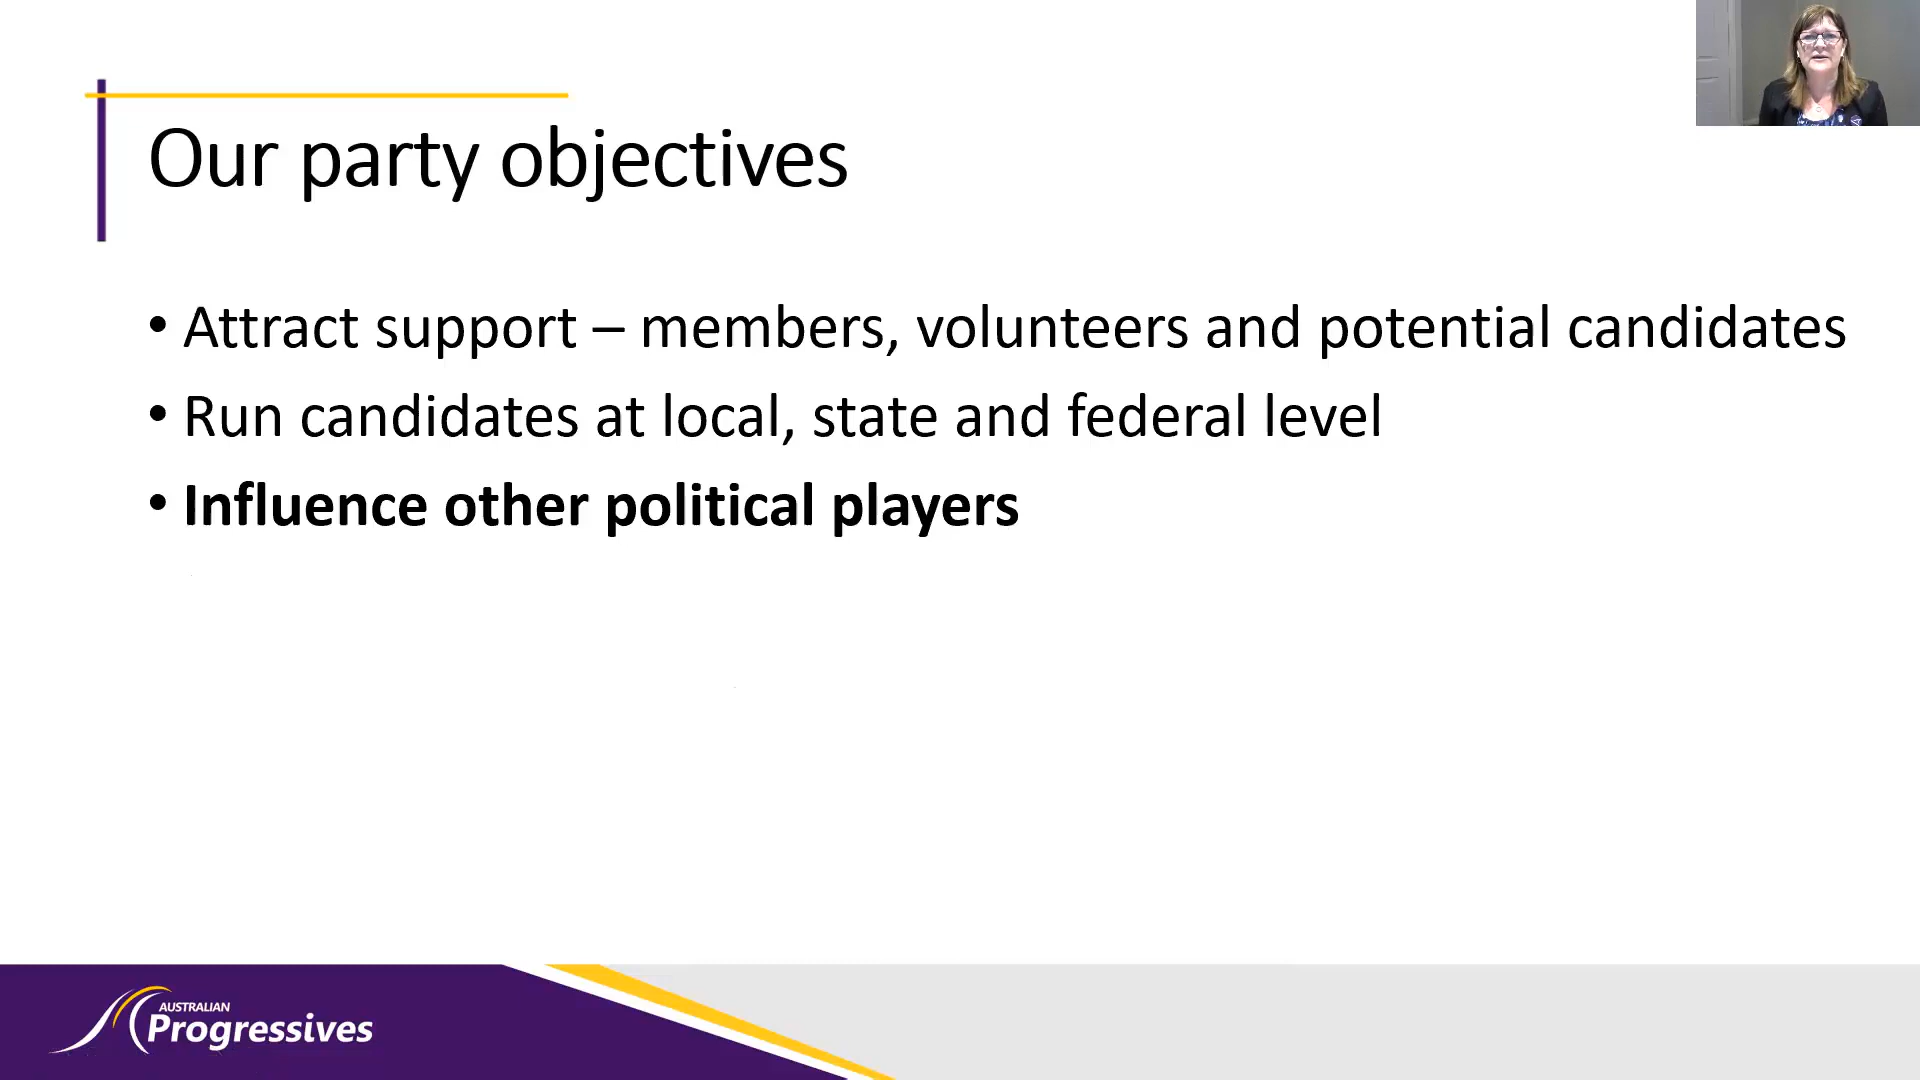 Our party objectives
• Attract support – members, volunteers and potential candidates
• Run candidates at local, state and federal level
• Influence other political players
AUSTRALIAN
Progressives